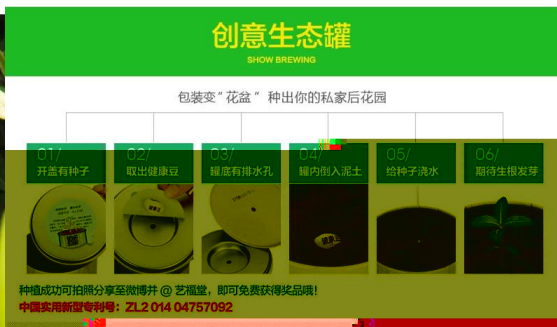 创意生态罐
SHOW BREWING
包装变“花盆” 种出你的私家后花园
01/
开盖有种子
02/
取出健康豆
03/
罐底有排水孔
04/
罐内倒入泥土
05/
给种子浇水
06/
期待生根发芽
种植成功可拍照分享至微博并 @ 艺福堂，即可免费获得奖品哦！
中国实用新型专利号：ZL2 014 04757092